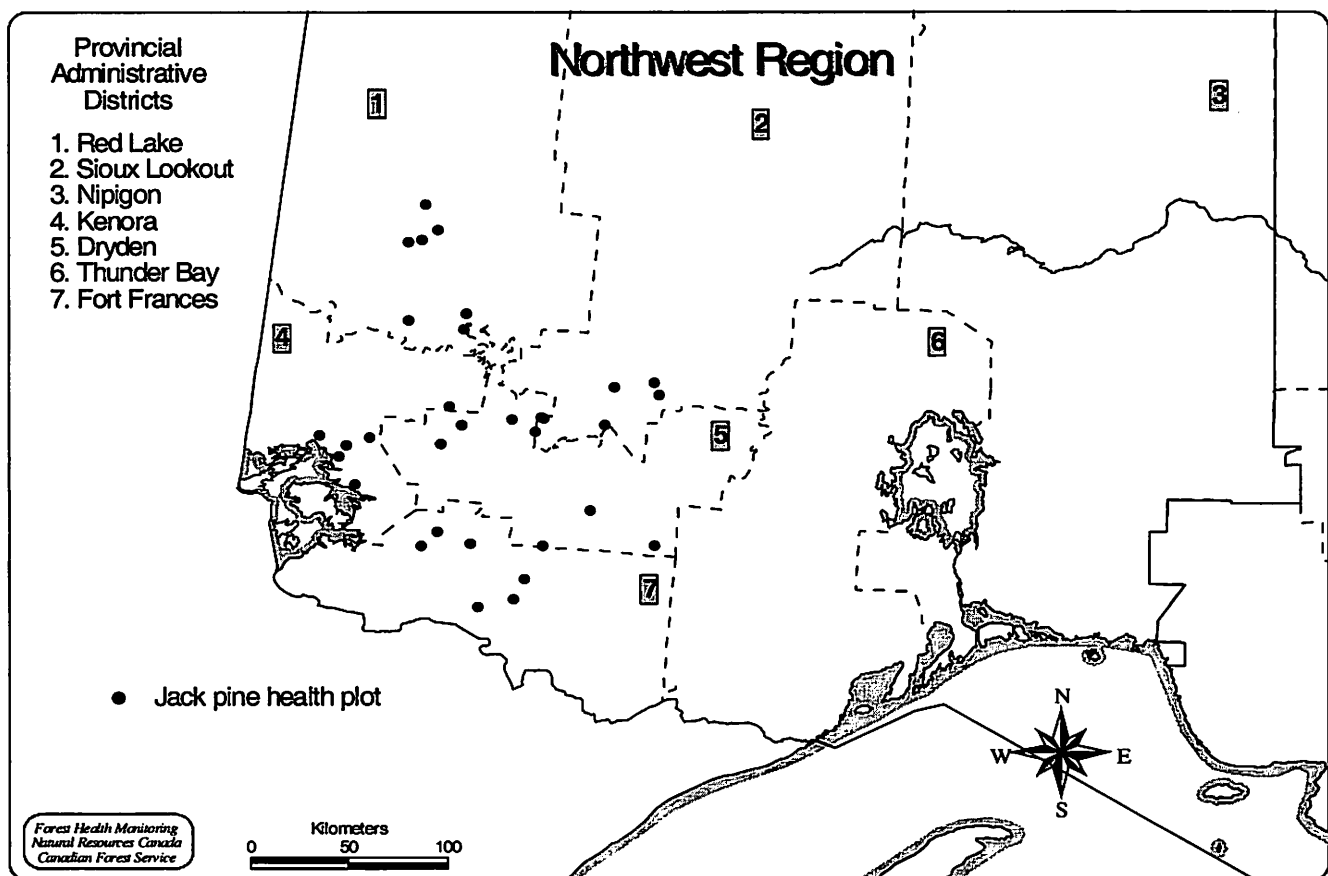 Northwest Region
Provincial
Administrative
Districts
1. Red Lake
2. Sioux Lookout
3. Nipigon
4. Kenora
5. Dryden
6. Thunder Bay
7. Fort Frances
1
2
3
4
5
6
7
Jack pine health plot
N
W
E
S
Forest Health Monitoring
Natural Resources Canada
Canadian Forest Service
Kilometers
0
50
100